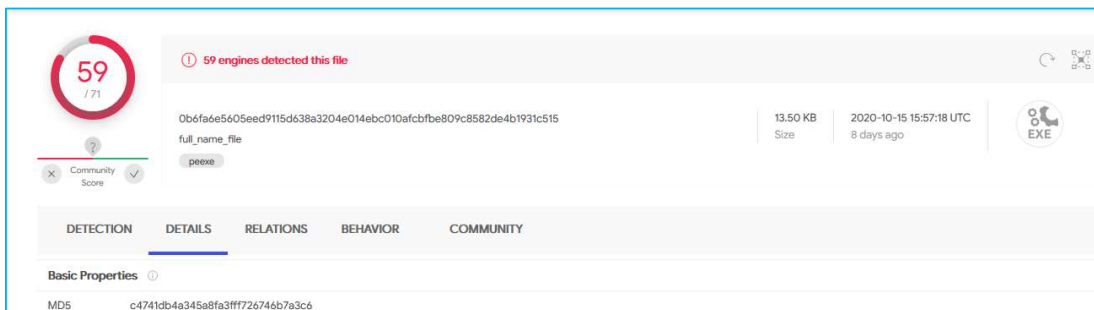 59
/ 71
59 engines detected this file
0b6fa6e5605eed9115d638a3204e014ebc010afcbfbe809c8582de4b1931c515
full_name_file
peexe
13.50 KB
Size
2020-10-15 15:57:18 UTC
8 days ago
EXE
?
Community
Score
DETECTION DETAILS RELATIONS BEHAVIOR COMMUNITY
Basic Properties
MD5 c4741db4a345a8fa3fff726746b7a3c6